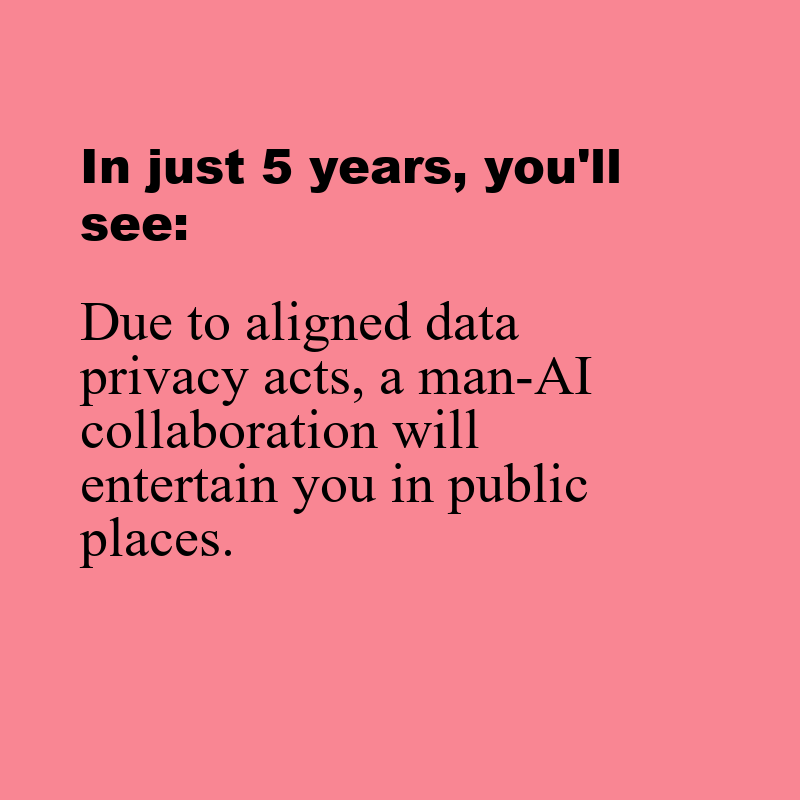 In just 5 years, you'll
see:
Due to aligned data
privacy acts, a man-AI
collaboration will
entertain you in public
places.